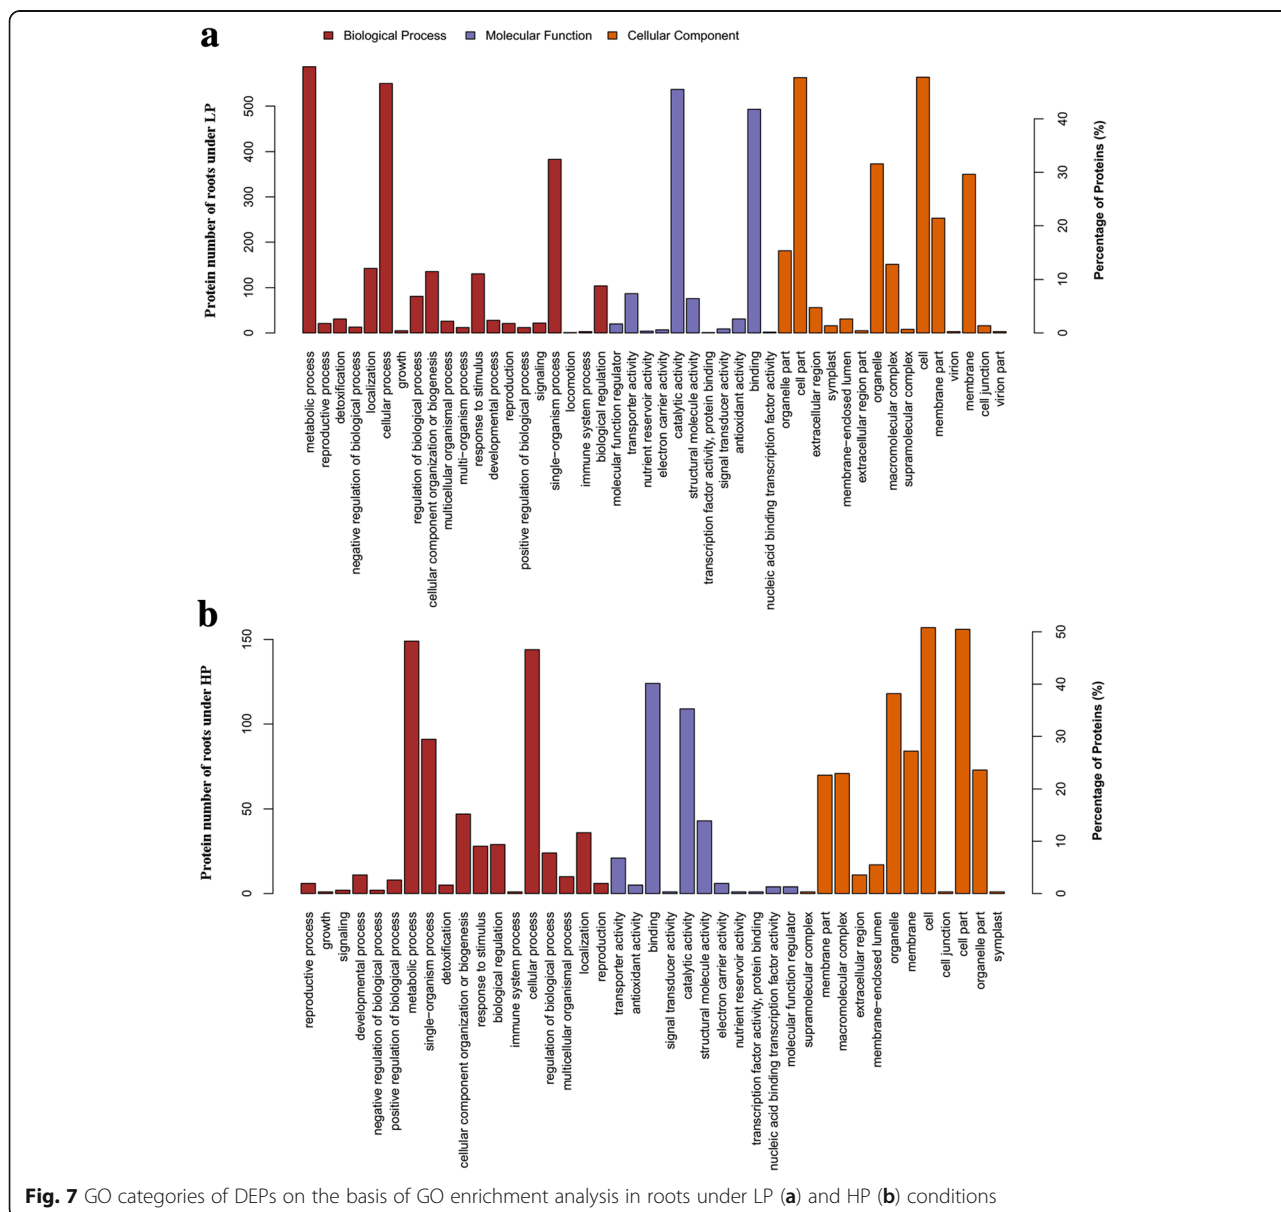 a
Biological Process Molecular Function Cellular Component
Protein number of roots under LP
0 100 200 300 400 500
Percentage of Proteins (%)
0 10 20 30 40
metabolic process
reproductive process
detoxification
negative regulation of biological process
localization
cellular process
growth
regulation of biological process
cellular component organization or biogenesis
multicellular organismal process
multi−organism process
response to stimulus
developmental process
reproduction
positive regulation of biological process
signaling
single−organism process
locomotion
immune system process
biological regulation
molecular function regulator
transporter activity
nutrient reservoir activity
electron carrier activity
catalytic activity
structural molecule activity
transcription factor activity, protein binding
signal transducer activity
antioxidant activity
binding
nucleic acid binding transcription factor activity
organelle part
cell part
extracellular region
symplast
membrane−enclosed lumen
extracellular region part
organelle
macromolecular complex
supramolecular complex
cell
membrane part
virion
membrane
cell junction
virion part
b
Protein number of roots under HP
0 50 100 150
Percentage of Proteins (%)
0 10 20 30 40 50
reproductive process
growth
signaling
developmental process
negative regulation of biological process
positive regulation of biological process
metabolic process
single−organism process
detoxification
cellular component organization or biogenesis
response to stimulus
biological regulation
immune system process
cellular process
regulation of biological process
multicellular organismal process
localization
reproduction
transporter activity
antioxidant activity
binding
signal transducer activity
catalytic activity
structural molecule activity
electron carrier activity
nutrient reservoir activity
transcription factor activity, protein binding
nucleic acid binding transcription factor activity
molecular function regulator
supramolecular complex
membrane part
macromolecular complex
extracellular region
membrane−enclosed lumen
organelle
membrane
cell
cell junction
cell part
organelle part
symplast
Fig. 7 GO categories of DEPs on the basis of GO enrichment analysis in roots under LP (a) and HP (b) conditions